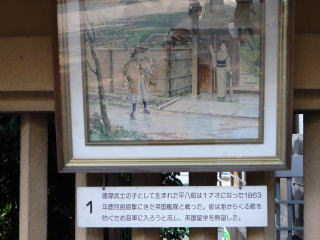 1
薩摩武士の子として生まれた平八郎は17才になった1863
年鹿児島砲撃にきた英国艦隊と戦った。彼は海からくる敵を
防ぐため海軍に入ろうと志し、英国留学を熱望した。